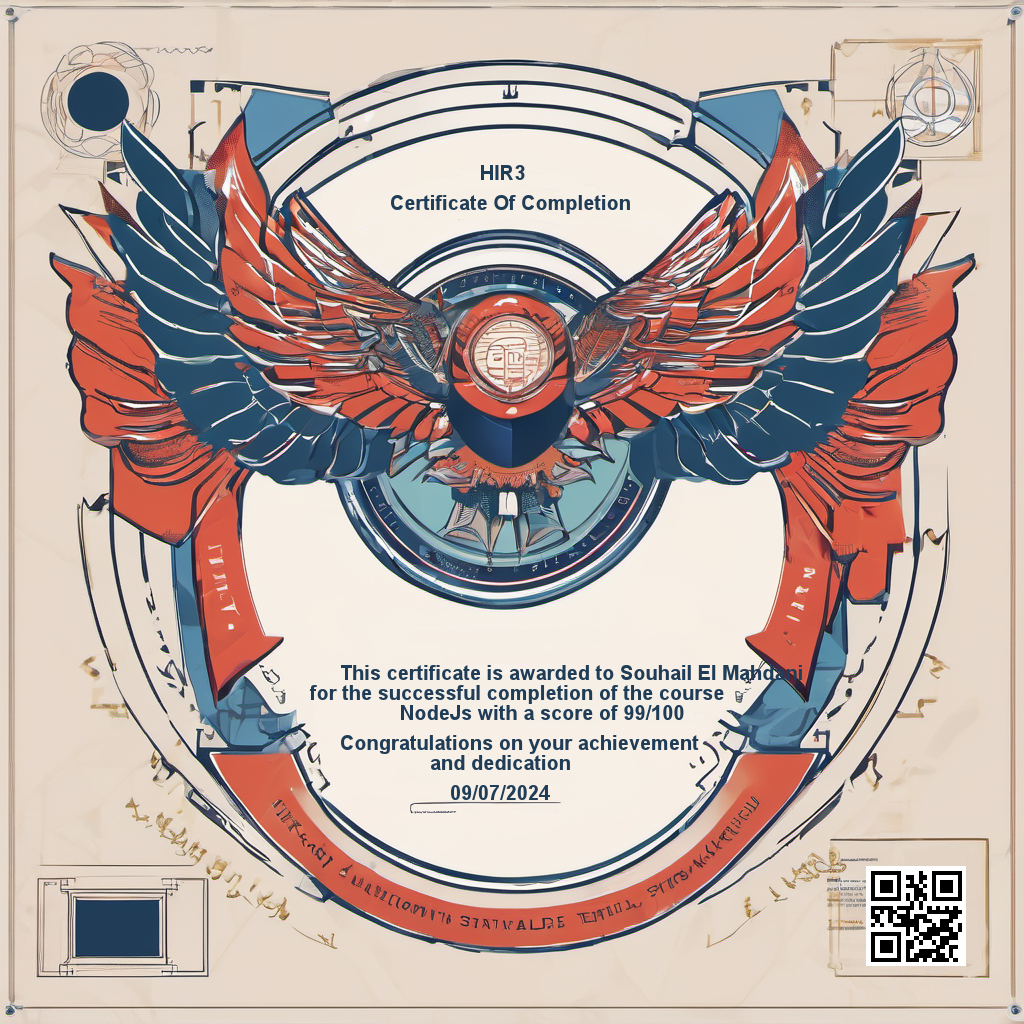 HIR3
Certificate Of Completion
This certificate is awarded to Souhail El Mahdani
for the successful completion of the course
NodeJs with a score of 99/100
Congratulations on your achievement
and dedication
09/07/2024